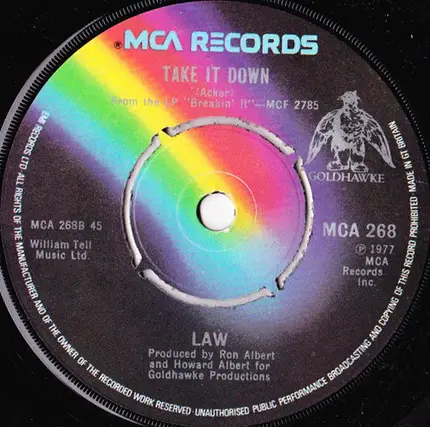 ®MCA RECORDS
TAKE IT DOWN
(Acker)
From the LP "Breakin' It"—MCF 2785
GOLDHAWKE
MCA 268B 45
William Tell
Music Ltd.
MCA 268
℗ 1977
MCA
Records
Inc.
LAW
Produced by Ron Albert
and Howard Albert for
Goldhawke Productions
EMI RECORDS LTD ALL RIGHTS OF THE MANUFACTURER AND OF THE OWNER OF THE RECORDED WORK RESERVED·UNAUTHORISED PUBLIC PERFORMANCE BROADCASTING AND COPYING OF THIS RECORD PROHIBITED·MADE IN GT BRITAIN